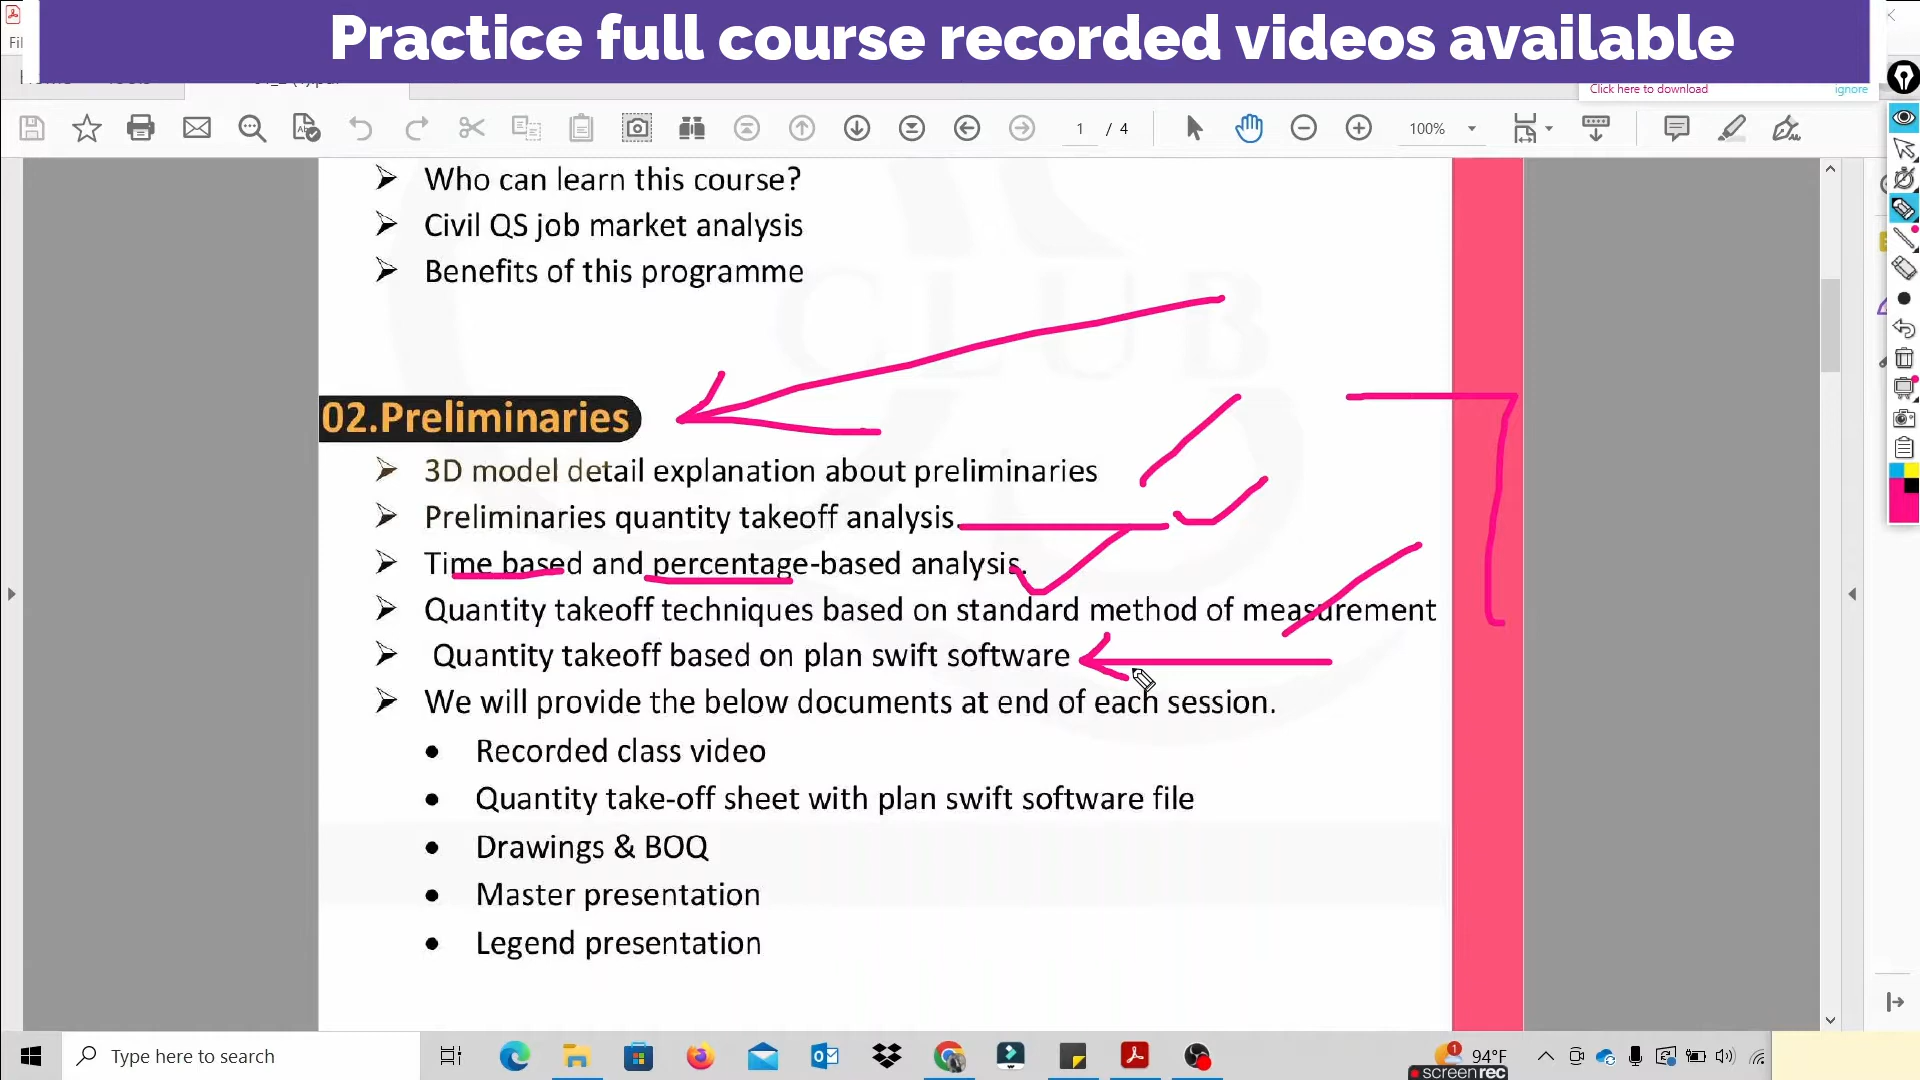 Practice full course recorded videos available
Fil
Click here to download
ignore
1 / 4
100%
Who can learn this course?
Civil QS job market analysis
Benefits of this programme
CLUB
02.Preliminaries
3D model detail explanation about preliminaries
Preliminaries quantity takeoff analysis.
Time based and percentage-based analysis.
Quantity takeoff techniques based on standard method of measurement
Quantity takeoff based on plan swift software
We will provide the below documents at end of each session.
Recorded class video
Quantity take-off sheet with plan swift software file
Drawings & BOQ
Master presentation
Legend presentation
Type here to search
1
94°F
screenrec